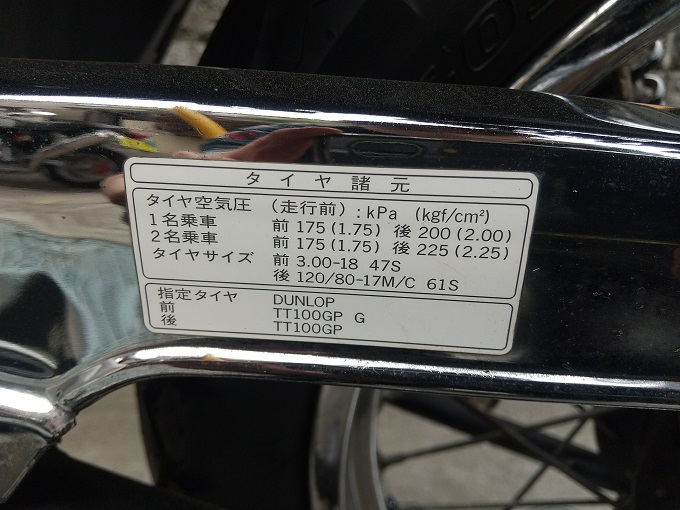 タイヤ諸元
タイヤ空気圧 (走行前) : kPa (kgf/cm²)
1名乗車 前 175 (1.75) 後 200 (2.00)
2名乗車 前 175 (1.75) 後 225 (2.25)
タイヤサイズ 前 3.00-18 47S
後 120/80-17M/C 61S
指定タイヤ DUNLOP
前 TT100GP G
後 TT100GP